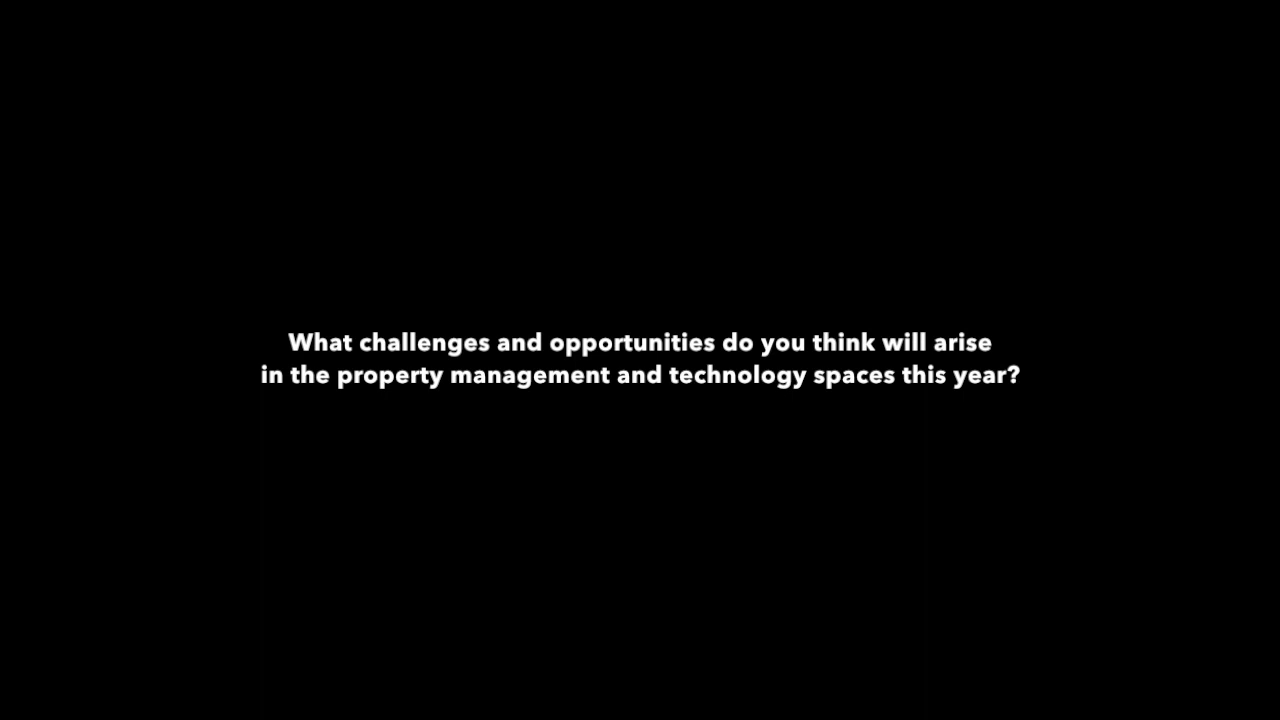 What challenges and opportunities do you think will arise
in the property management and technology spaces this year?